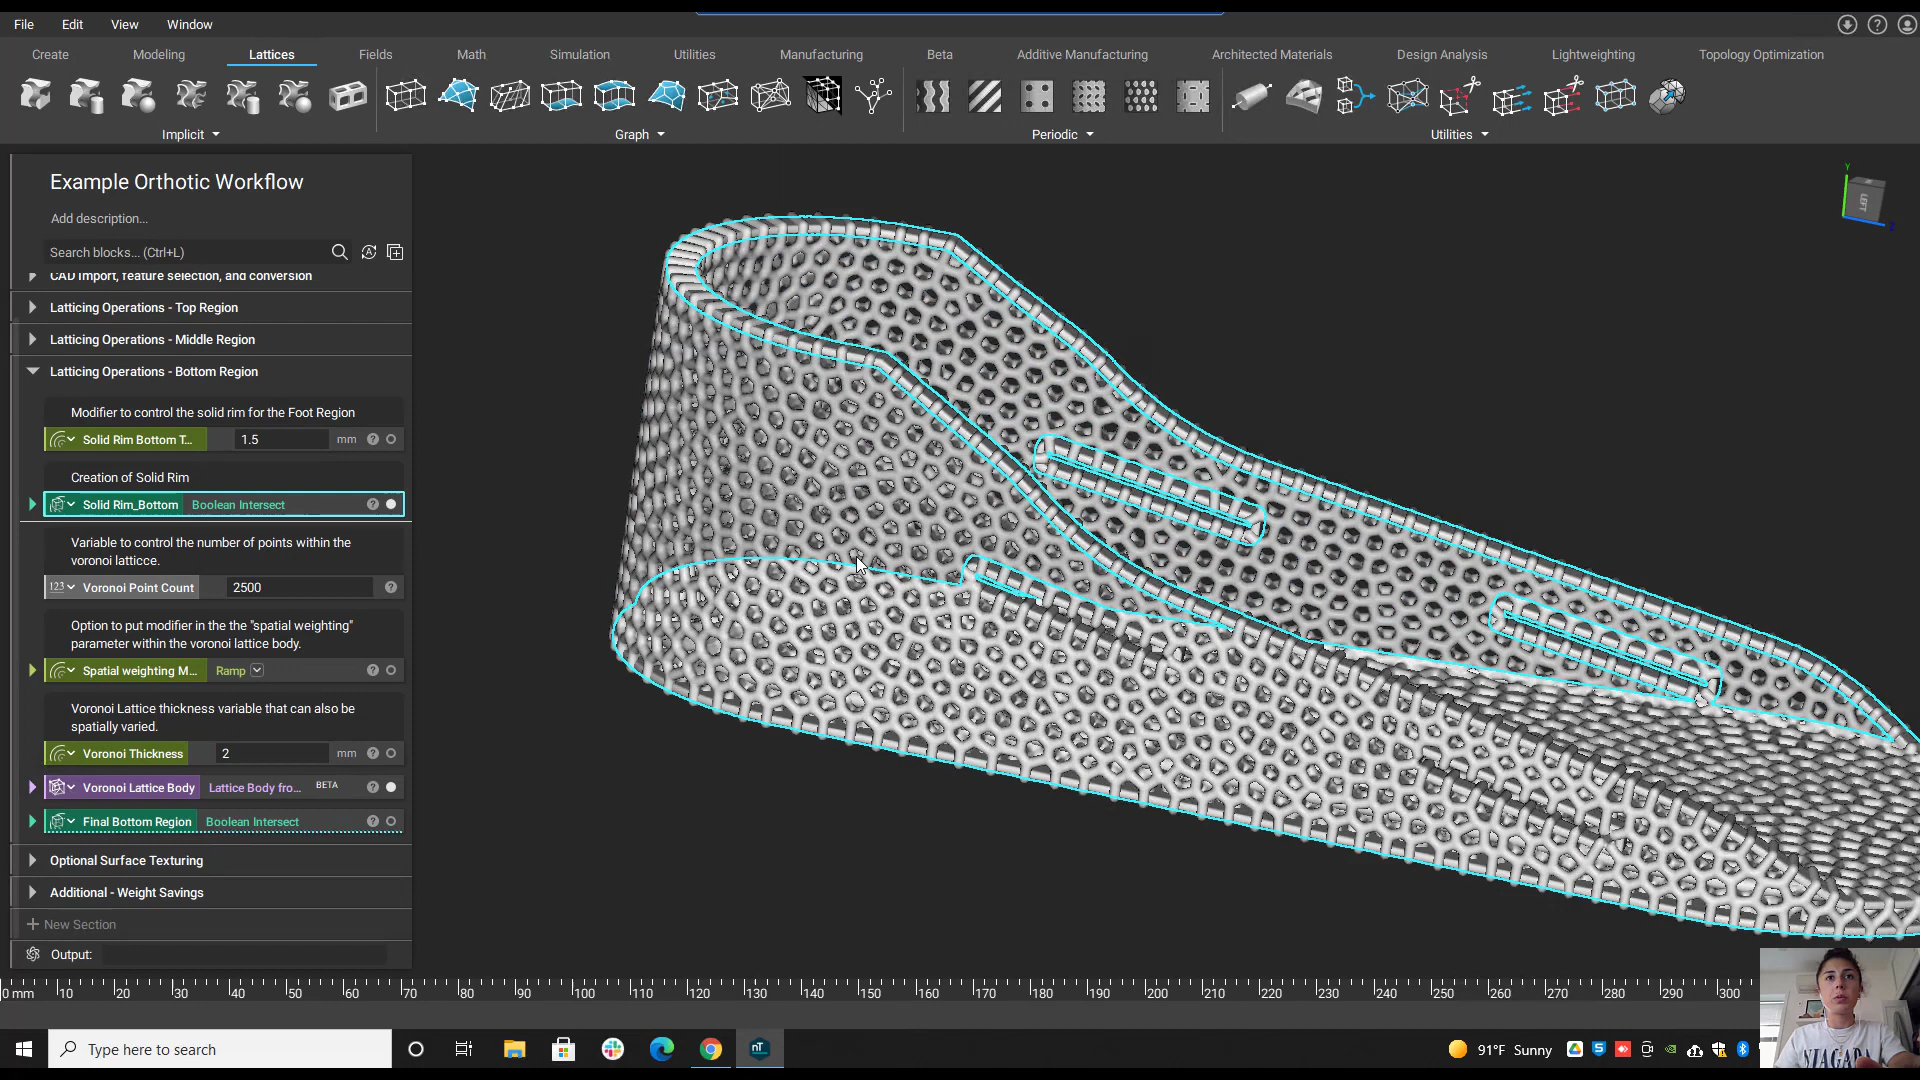 File Edit View Window
Create Modeling Lattices Fields Math Simulation Utilities Manufacturing Beta Additive Manufacturing Architected Materials Design Analysis Lightweighting Topology Optimization
Implicit Graph Periodic Utilities
Example Orthotic Workflow
Add description...
Search blocks... (Ctrl+L)
CAD Import, feature selection, and conversion
Latticing Operations - Top Region
Latticing Operations - Middle Region
Latticing Operations - Bottom Region
Modifier to control the solid rim for the Foot Region
Solid Rim Bottom T... 1.5 mm
Creation of Solid Rim
Solid Rim_Bottom Boolean Intersect
Variable to control the number of points within the
voronoi latticce.
123 Voronoi Point Count 2500
Option to put modifier in the the "spatial weighting"
parameter within the voronoi lattice body.
Spatial weighting M... Ramp
Voronoi Lattice thickness variable that can also be
spatially varied.
Voronoi Thickness 2 mm
Voronoi Lattice Body Lattice Body fro... BETA
Final Bottom Region Boolean Intersect
Optional Surface Texturing
Additional - Weight Savings
New Section
Output:
0 mm 10 20 30 40 50 60 70 80 90 100 110 120 130 140 150 160 170 180 190 200 210 220 230 240 250 260 270 280 290 300
Y
LEFT
Z
NIAGARA
Type here to search
nT
91°F Sunny